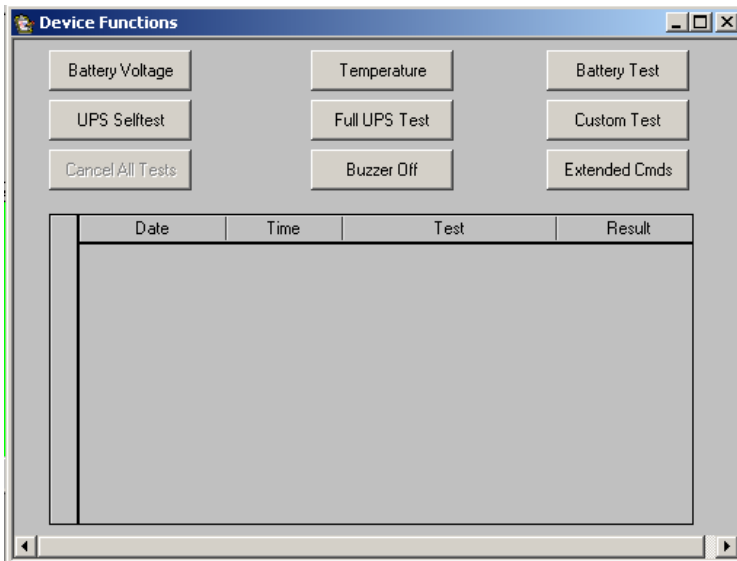 Device Functions
Battery Voltage Temperature Battery Test
UPS Selftest Full UPS Test Custom Test
Cancel All Tests Buzzer Off Extended Cmds
Date Time Test Result